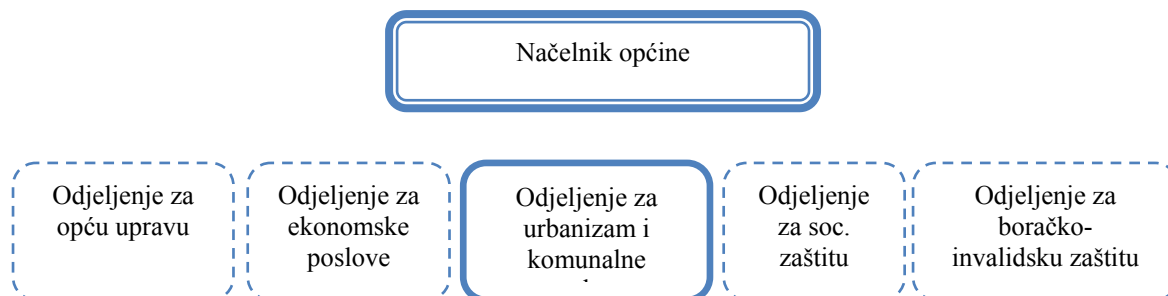 Načelnik općine
Odjeljenje za
opću upravu
Odjeljenje za
ekonomske
poslove
Odjeljenje za
urbanizam i
komunalne
Odjeljenje
za soc.
zaštitu
Odjeljenje za
boračko-
invalidsku zaštitu